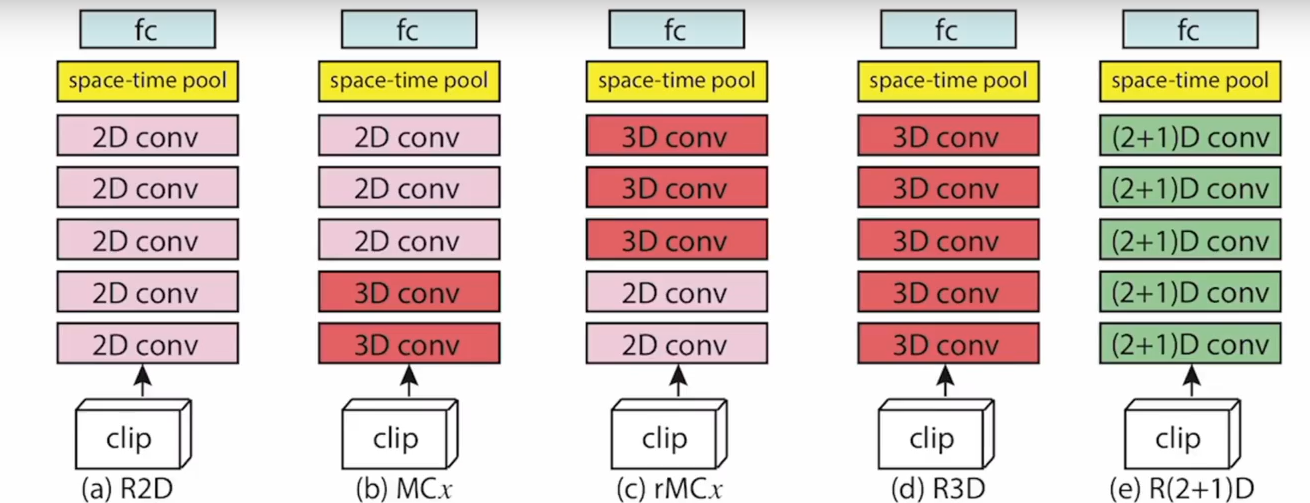 fc fc fc fc fc
space-time pool space-time pool space-time pool space-time pool space-time pool
2D conv 2D conv 3D conv 3D conv (2+1)D conv
2D conv 2D conv 3D conv 3D conv (2+1)D conv
2D conv 2D conv 3D conv 3D conv (2+1)D conv
2D conv 3D conv 2D conv 3D conv (2+1)D conv
2D conv 3D conv 2D conv 3D conv (2+1)D conv
clip clip clip clip clip
(a) R2D (b) MCx (c) rMCx (d) R3D (e) R(2+1)D